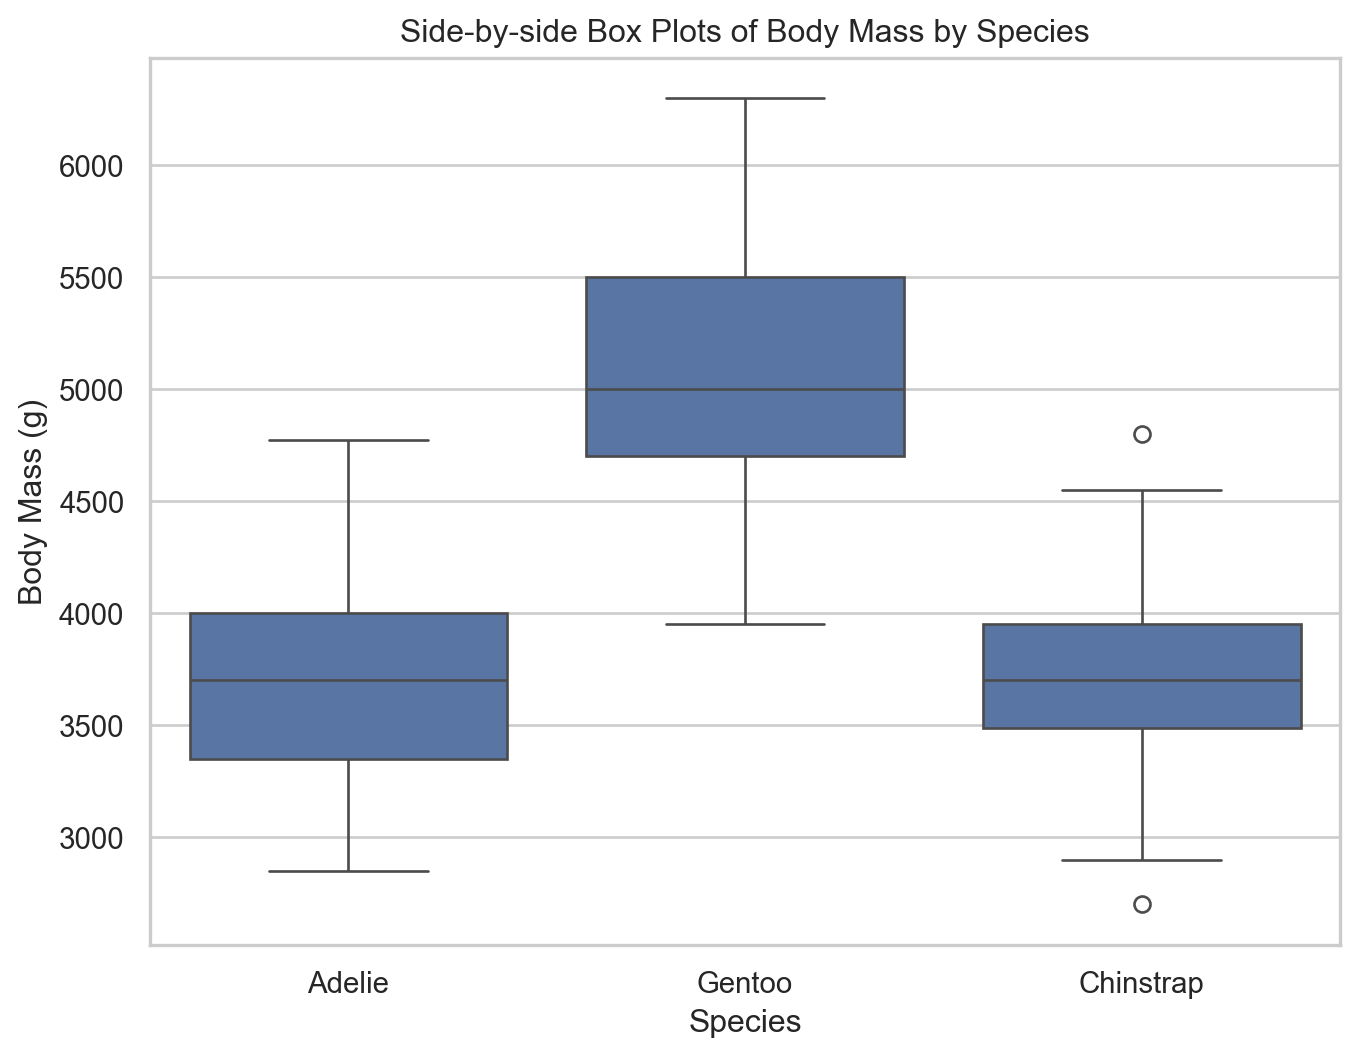 Side-by-side Box Plots of Body Mass by Species
Body Mass (g)
6000
5500
5000
4500
4000
3500
3000
Adelie Gentoo Chinstrap
Species